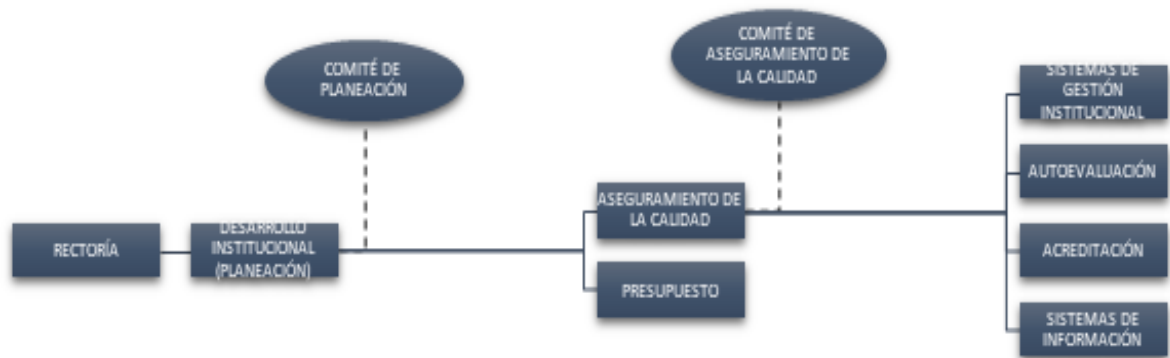 COMITÉ DE
PLANEACIÓN
COMITÉ DE
ASEGURAMIENTO DE
LA CALIDAD
SISTEMAS DE
GESTIÓN
INSTITUCIONAL
AUTOEVALUACIÓN
ASEGURAMIENTO DE
LA CALIDAD
RECTORÍA
DESARROLLO
INSTITUCIONAL
(PLANEACIÓN)
ACREDITACIÓN
PRESUPUESTO
SISTEMAS DE
INFORMACIÓN